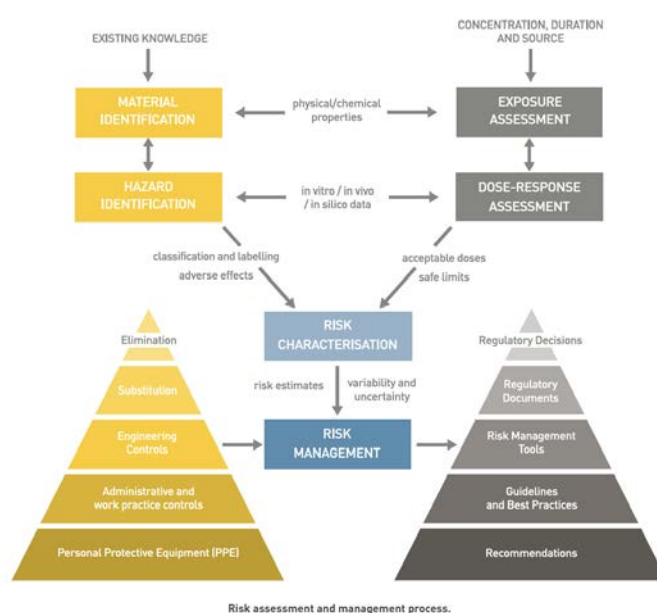 EXISTING KNOWLEDGE
CONCENTRATION, DURATION
AND SOURCE
MATERIAL
IDENTIFICATION
physical/chemical
properties
EXPOSURE
ASSESSMENT
HAZARD
IDENTIFICATION
in vitro / in vivo
/ in silico data
DOSE-RESPONSE
ASSESSMENT
classification and labelling
adverse effects
acceptable doses
safe limits
RISK
CHARACTERISATION
risk estimates
variability and
uncertainty
RISK
MANAGEMENT
Elimination
Substitution
Engineering
Controls
Administrative and
work practice controls
Personal Protective Equipment (PPE)
Regulatory Decisions
Regulatory
Documents
Risk Management
Tools
Guidelines
and Best Practices
Recommendations
Risk assessment and management process.